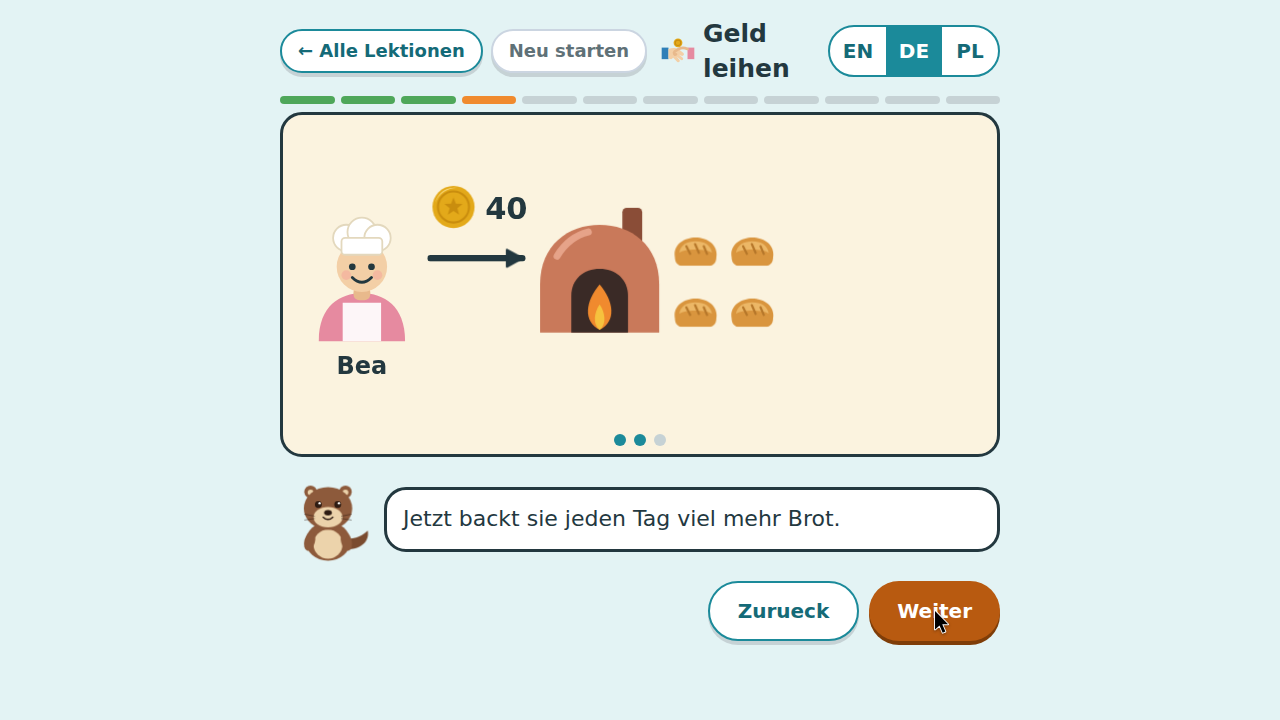 ← Alle Lektionen
Neu starten
Geld
leihen
EN DE PL
40
Bea
Jetzt backt sie jeden Tag viel mehr Brot.
Zurueck
Weiter